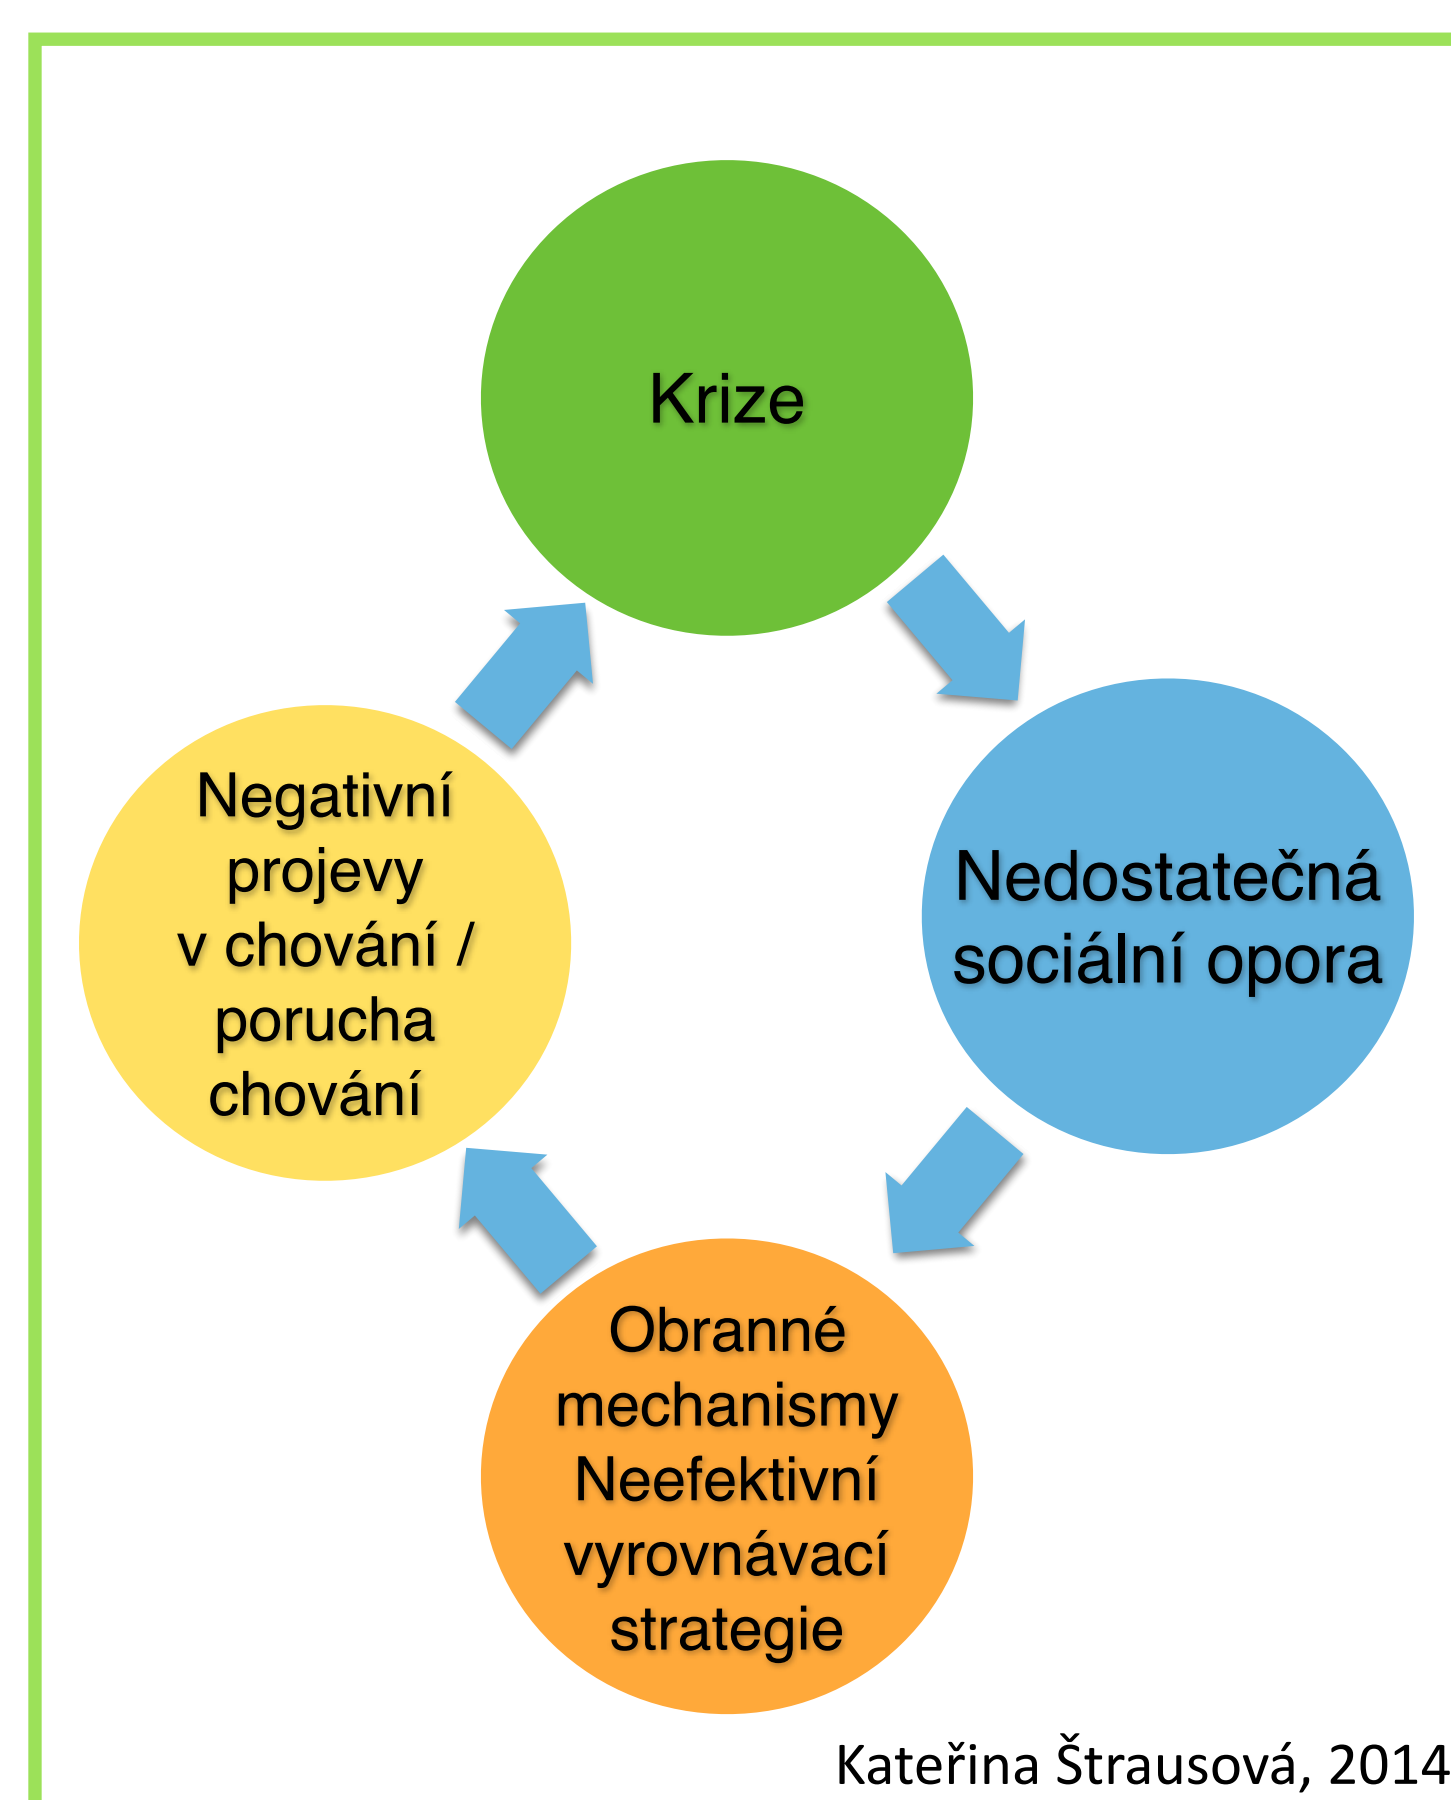 Krize
Nedostatečná
sociální opora
Obranné
mechanismy
Neefektivní
vyrovnávací
strategie
Negativní
projevy
v chování /
porucha
chování
Kateřina Štrausová, 2014